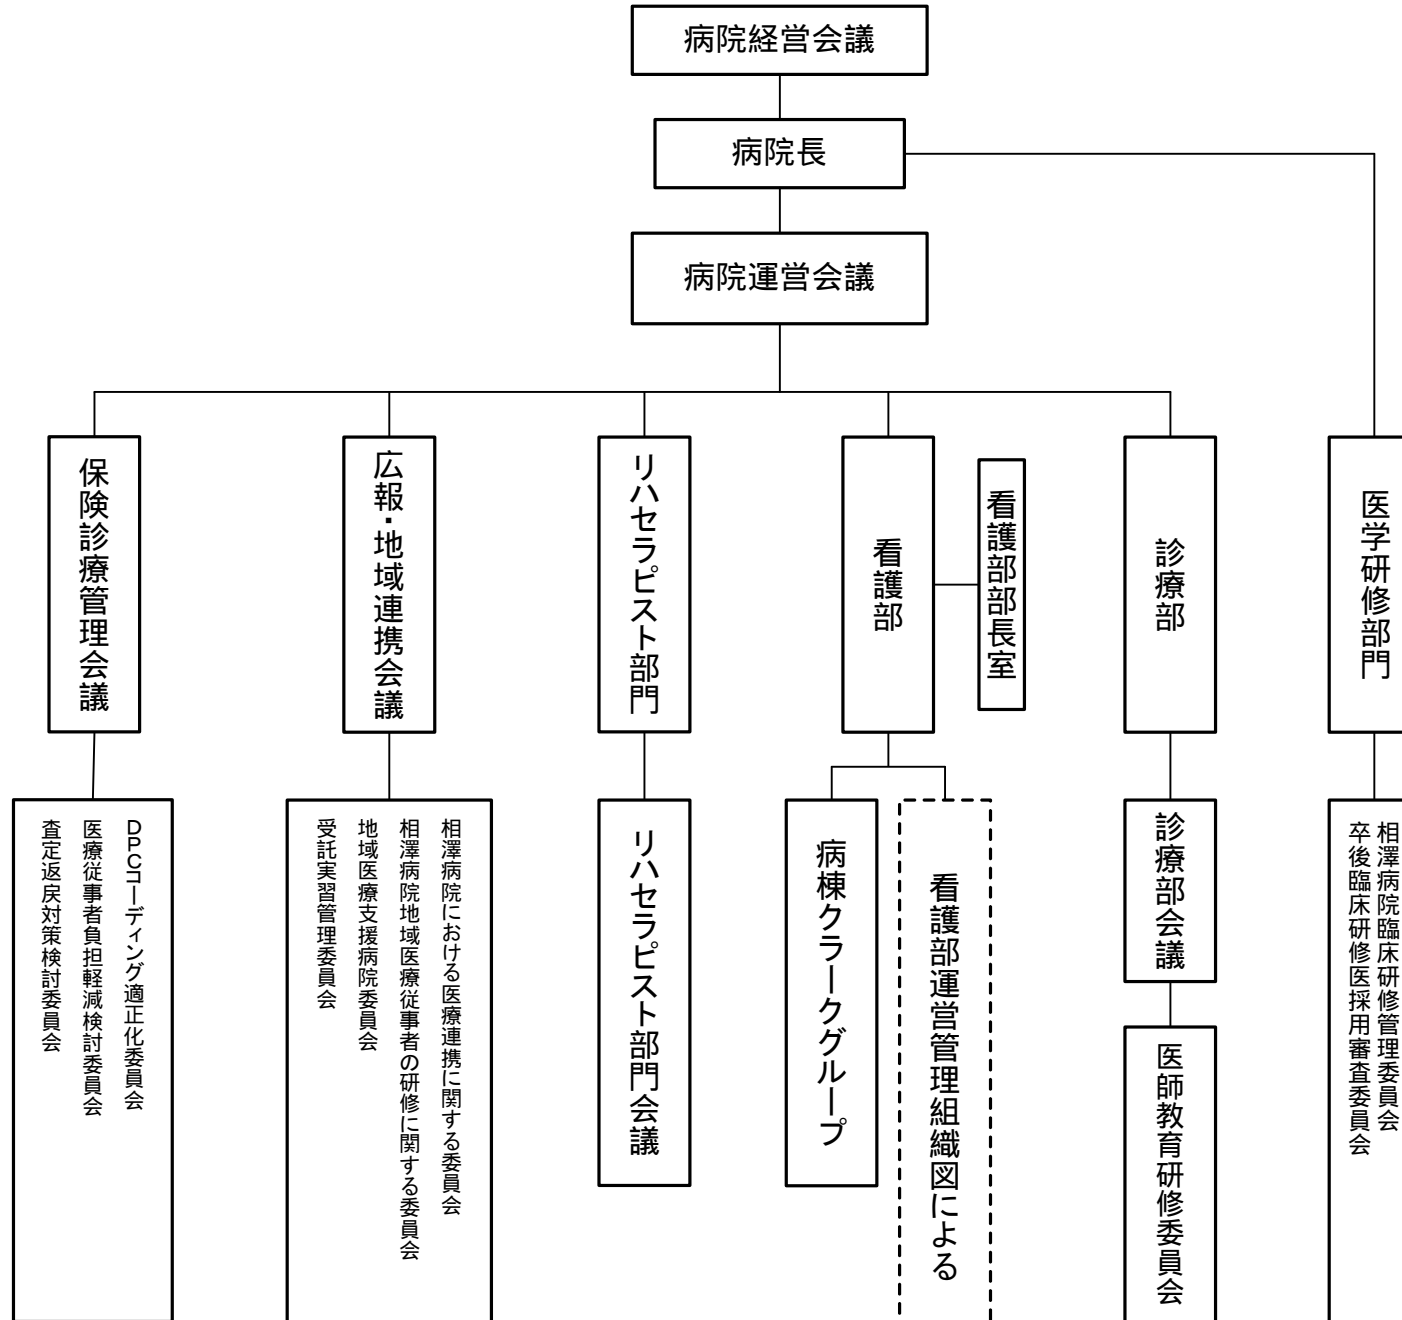 病院経営会議
病院長
病院運営会議
保険診療管理会議
広報・地域連携会議
リハセラピスト部門
看護部
看護部部長室
診療部
医学研修部門
DPCコーディング適正化委員会
医療従事者負担軽減検討委員会
査定返戻対策検討委員会
相澤病院における医療連携に関する委員会
相澤病院地域医療従事者の研修に関する委員会
地域医療支援病院委員会
受託実習管理委員会
リハセラピスト部門会議
病棟クラークグループ
看護部運営管理組織図による
診療部会議
医師教育研修委員会
相澤病院臨床研修管理委員会
卒後臨床研修医採用審査委員会